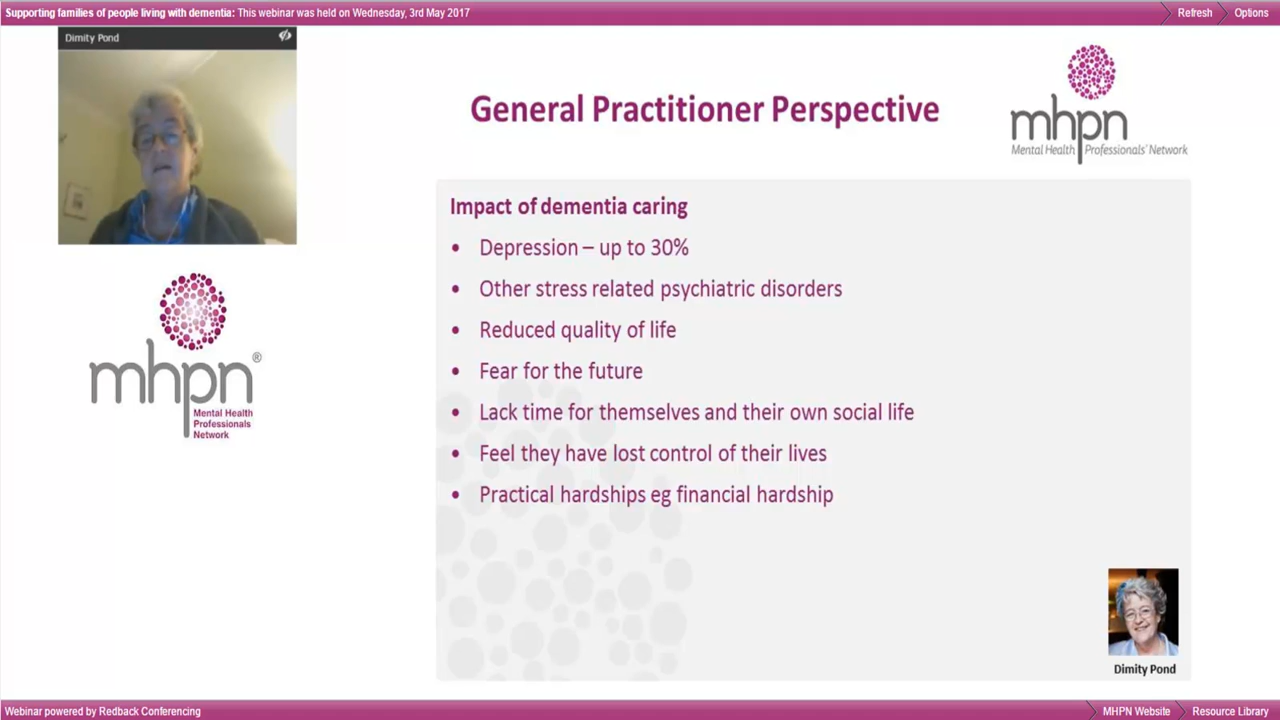 Supporting families of people living with dementia: This webinar was held on Wednesday, 3rd May 2017
Refresh
Options
Dimity Pond
General Practitioner Perspective
mhpn
Mental Health Professionals' Network
mhpn®
Mental Health
Professionals
Network
Impact of dementia caring
• Depression – up to 30%
• Other stress related psychiatric disorders
• Reduced quality of life
• Fear for the future
• Lack time for themselves and their own social life
• Feel they have lost control of their lives
• Practical hardships eg financial hardship
Dimity Pond
Webinar powered by Redback Conferencing
MHPN Website
Resource Library